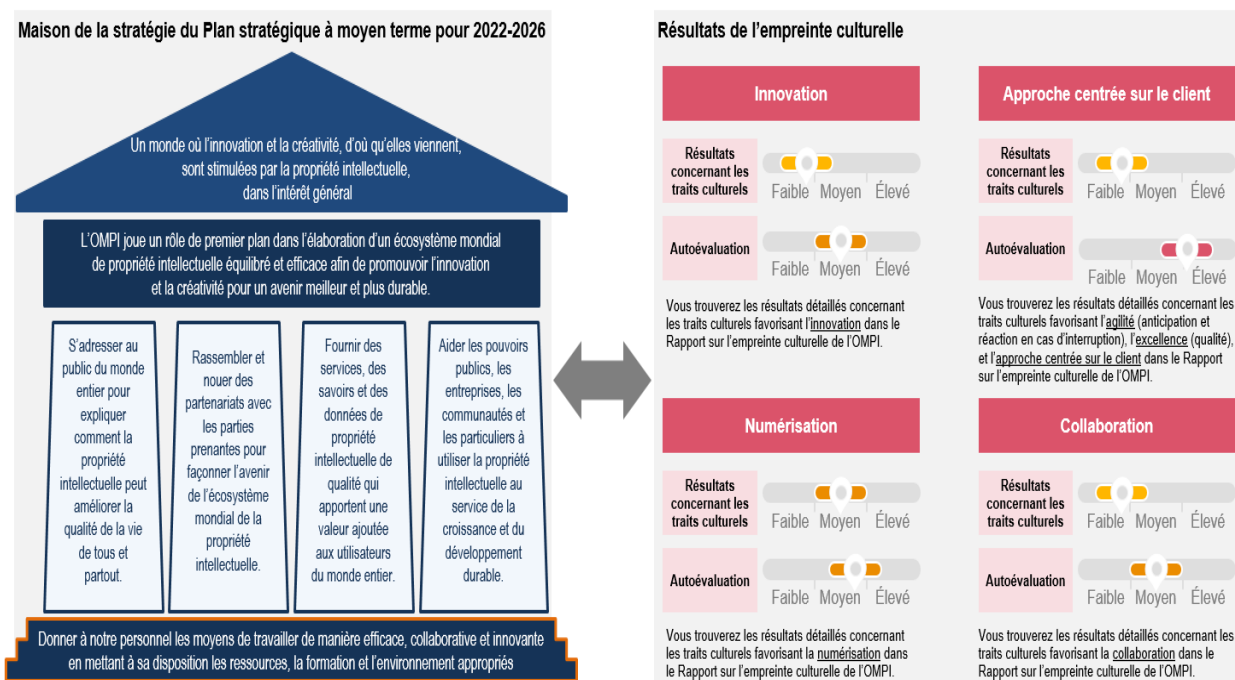 Maison de la stratégie du Plan stratégique à moyen terme pour 2022-2026
Un monde où l'innovation et la créativité, d'où qu'elles viennent,
sont stimulées par la propriété intellectuelle,
dans l'intérêt général
L'OMPI joue un rôle de premier plan dans l'élaboration d'un écosystème mondial
de propriété intellectuelle équilibré et efficace afin de promouvoir l'innovation
et la créativité pour un avenir meilleur et plus durable.
S'adresser au
public du monde
entier pour
expliquer
comment la
propriété
intellectuelle peut
améliorer la
qualité de la vie
de tous et
partout.
Rassembler et
nouer des
partenariats avec
les parties
prenantes pour
façonner l'avenir
de l'écosystème
mondial de la
propriété
intellectuelle.
Fournir des
services, des
savoirs et des
données de
propriété
intellectuelle de
qualité qui
apportent une
valeur ajoutée
aux utilisateurs
du monde entier.
Aider les pouvoirs
publics, les
entreprises, les
communautés et
les particuliers à
utiliser la propriété
intellectuelle au
service de la
croissance et du
développement
durable.
Donner à notre personnel les moyens de travailler de manière efficace, collaborative et innovante
en mettant à sa disposition les ressources, la formation et l'environnement appropriés
Résultats de l'empreinte culturelle
Innovation
Résultats
concernant les
traits culturels
Faible Moyen Élevé
Autoévaluation
Faible Moyen Élevé
Vous trouverez les résultats détaillés concernant
les traits culturels favorisant l'innovation dans le
Rapport sur l'empreinte culturelle de l'OMPI.
Approche centrée sur le client
Résultats
concernant les
traits culturels
Faible Moyen Élevé
Autoévaluation
Faible Moyen Élevé
Vous trouverez les résultats détaillés concernant les
traits culturels favorisant l'agilité (anticipation et
réaction en cas d'interruption), l'excellence (qualité),
et l'approche centrée sur le client dans le Rapport
sur l'empreinte culturelle de l'OMPI.
Numérisation
Résultats
concernant les
traits culturels
Faible Moyen Élevé
Autoévaluation
Faible Moyen Élevé
Vous trouverez les résultats détaillés concernant
les traits culturels favorisant la numérisation dans
le Rapport sur l'empreinte culturelle de l'OMPI.
Collaboration
Résultats
concernant les
traits culturels
Faible Moyen Élevé
Autoévaluation
Faible Moyen Élevé
Vous trouverez les résultats détaillés concernant les
traits culturels favorisant la collaboration dans le
Rapport sur l'empreinte culturelle de l'OMPI.